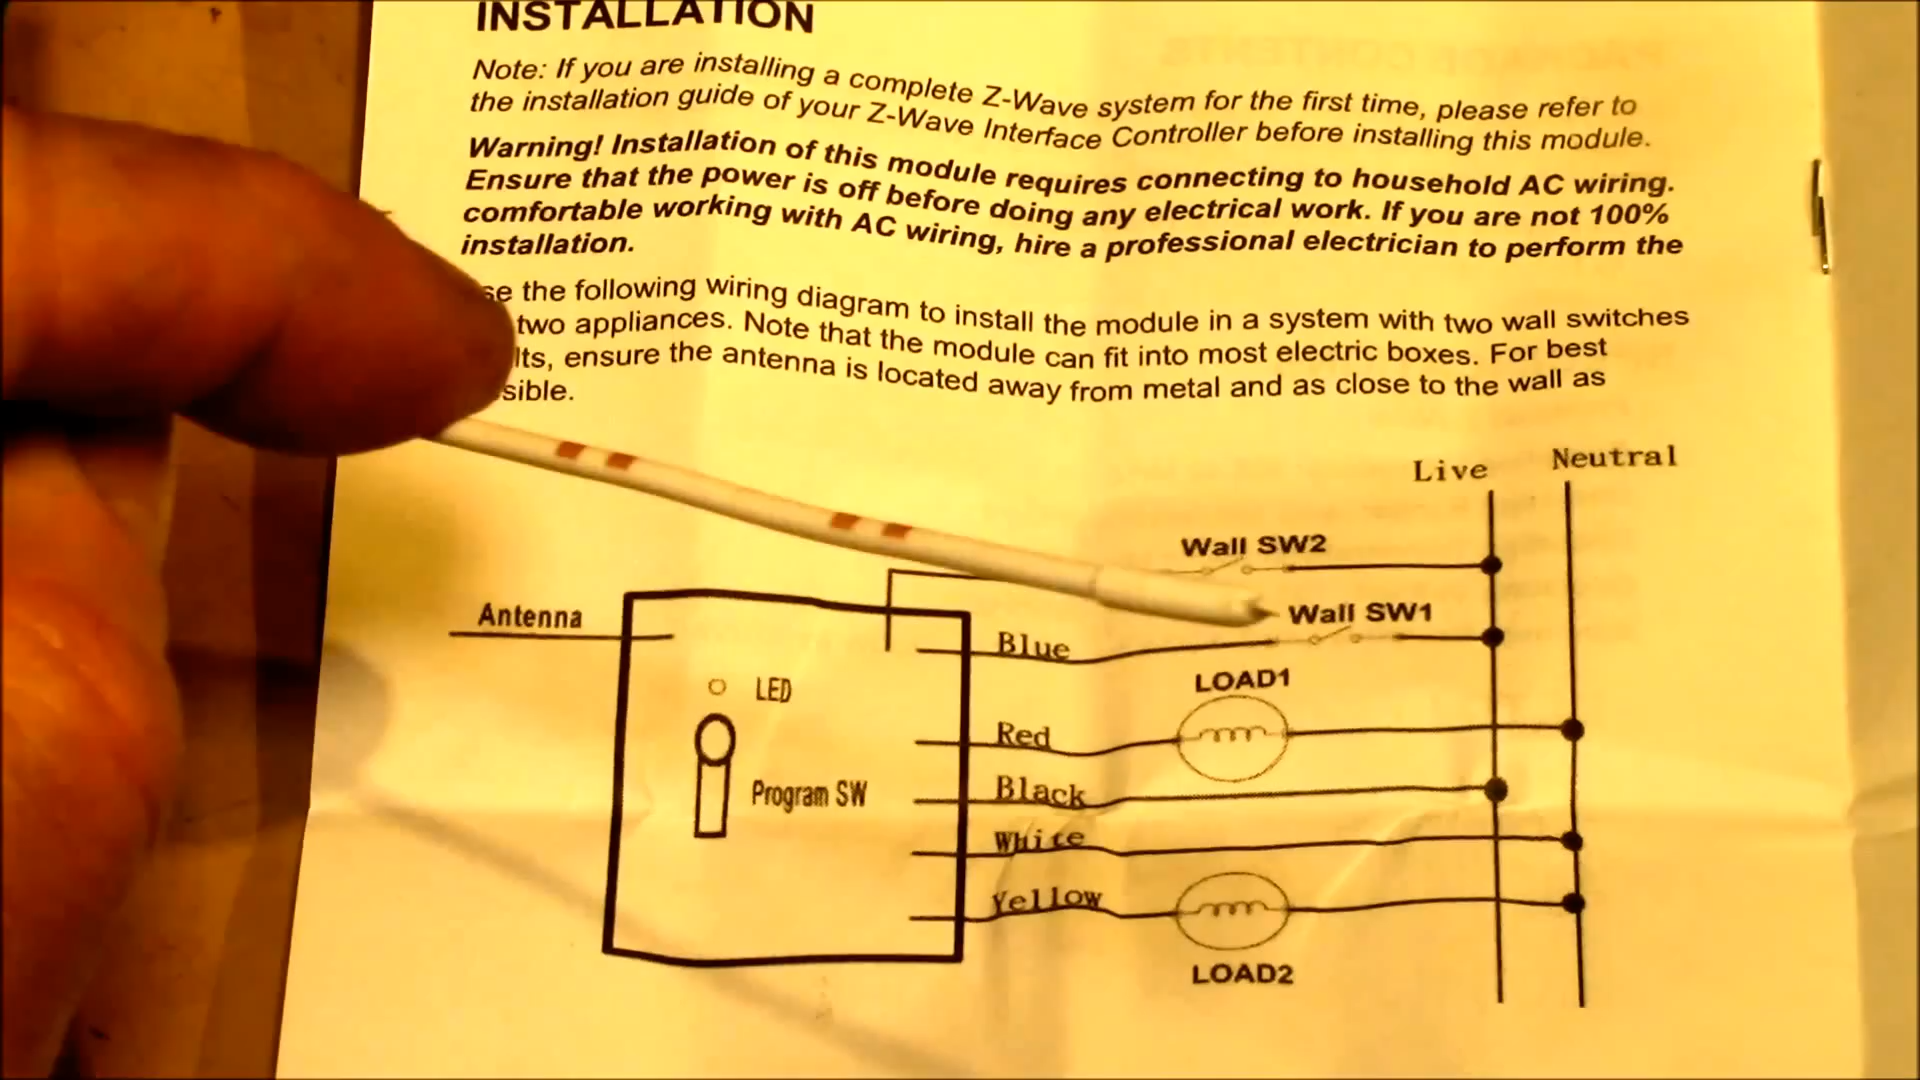 INSTALLATION
Note: If you are installing a complete Z-Wave system for the first time, please refer to
the installation guide of your Z-Wave Interface Controller before installing this module.
Warning! Installation of this module requires connecting to household AC wiring.
Ensure that the power is off before doing any electrical work. If you are not 100%
comfortable working with AC wiring, hire a professional electrician to perform the
installation.
se the following wiring diagram to install the module in a system with two wall switches
two appliances. Note that the module can fit into most electric boxes. For best
lts, ensure the antenna is located away from metal and as close to the wall as
sible.
Live Neutral
Wall SW2
Antenna
Wall SW1
Blue
LED
LOAD1
Red
Program SW
Black
White
Yellow
LOAD2